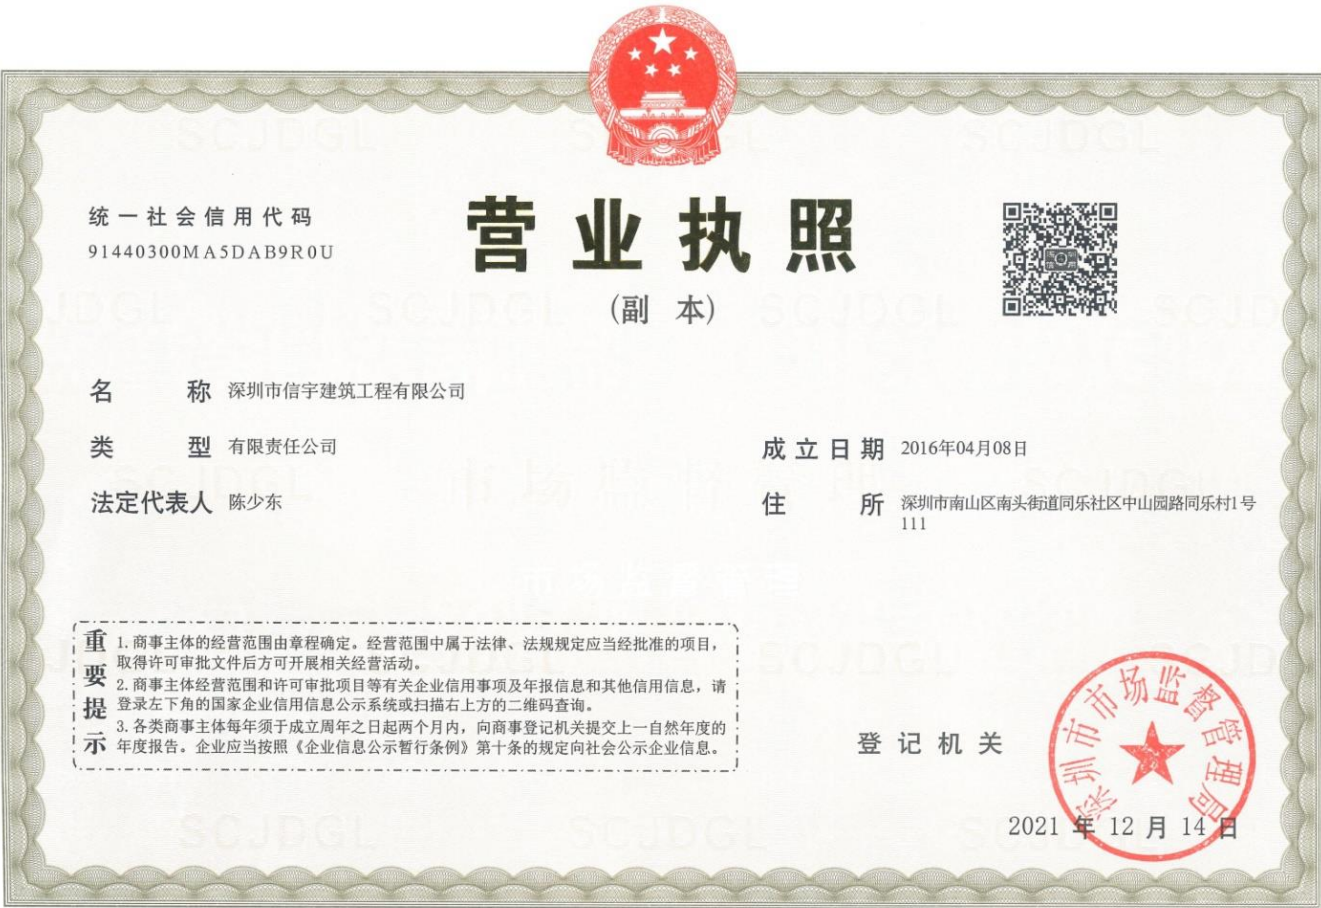 统一社会信用代码
91440300MA5DAB9R0U
营业执照
(副 本)
名 称 深圳市信宇建筑工程有限公司
类 型 有限责任公司
成立日期 2016年04月08日
法定代表人 陈少东
住 所 深圳市南山区南头街道同乐社区中山园路同乐村1号
111
重要提示
1. 商事主体的经营范围由章程确定。经营范围中属于法律、法规规定应当经批准的项目，
取得许可审批文件后方可开展相关经营活动。
2. 商事主体经营范围和许可审批项目等有关企业信用事项及年报信息和其他信用信息，请
登录左下角的国家企业信用信息公示系统或扫描右上方的二维码查询。
3. 各类商事主体每年须于成立周年之日起两个月内，向商事登记机关提交上一自然年度的
年度报告。企业应当按照《企业信息公示暂行条例》第十条的规定向社会公示企业信息。
登记机关
深圳市市场监督管理局
2021 年 12 月 14 日
SCJDGL